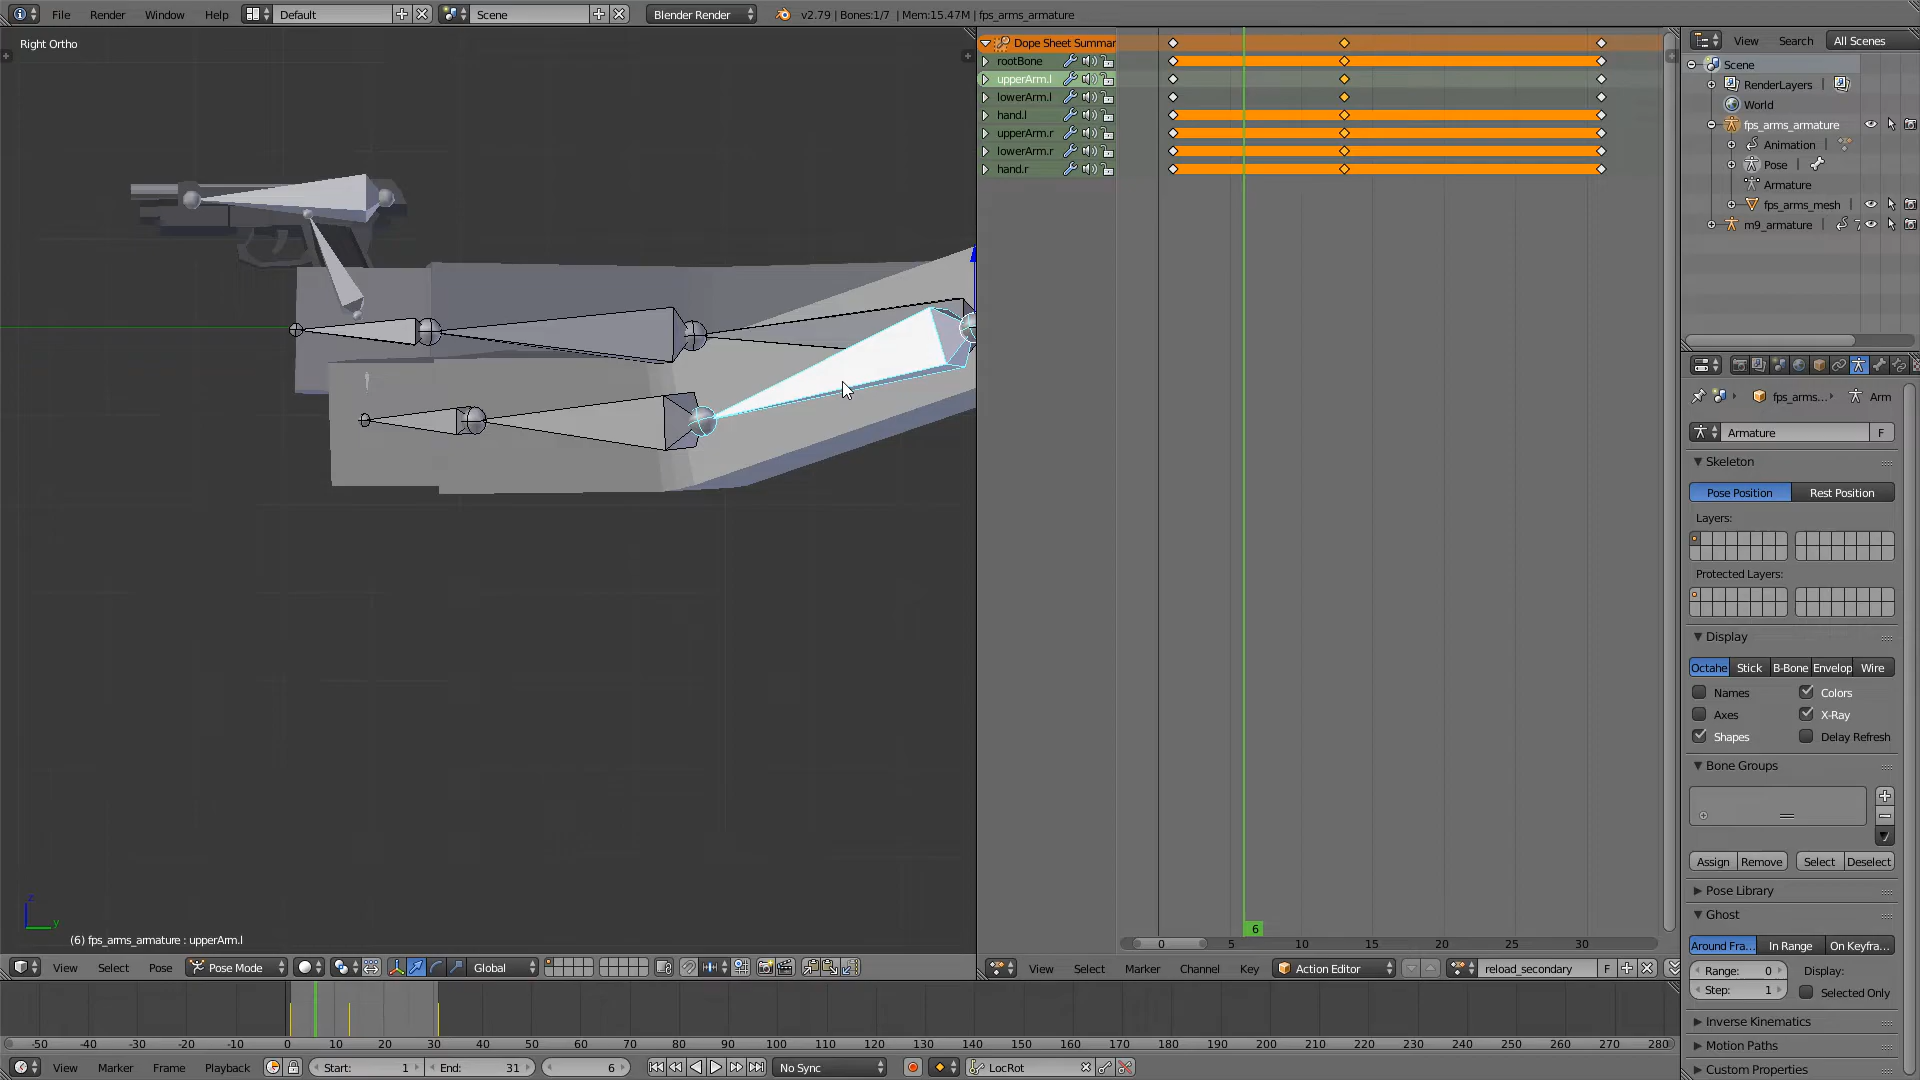 File Render Window Help Default Scene Blender Render v2.79 | Bones:1/7 | Mem:15.47M | fps_arms_armature
Right Ortho
Dope Sheet Summar
rootBone
upperArm.l
lowerArm.l
hand.l
upperArm.r
lowerArm.r
hand.r
View Search All Scenes
Scene
RenderLayers
World
fps_arms_armature
Animation
Pose
Armature
fps_arms_mesh
m9_armature
fps_arms... Arm
Armature F
Skeleton
Pose Position Rest Position
Layers:
Protected Layers:
Display
Octahe Stick B-Bone Envelop Wire
Names Colors
Axes X-Ray
Shapes Delay Refresh
Bone Groups
Assign Remove Select Deselect
Pose Library
Ghost
Around Fra... In Range On Keyfra...
Range: 0 Display:
Step: 1 Selected Only
Inverse Kinematics
Motion Paths
Custom Properties
6
0 5 10 15 20 25 30
z
y
(6) fps_arms_armature : upperArm.l
View Select Pose Pose Mode Global
View Select Marker Channel Key Action Editor reload_secondary F
-50 -40 -30 -20 -10 0 10 20 30 40 50 60 70 80 90 100 110 120 130 140 150 160 170 180 190 200 210 220 230 240 250 260 270 280
View Marker Frame Playback Start: 1 End: 31 6 No Sync LocRot